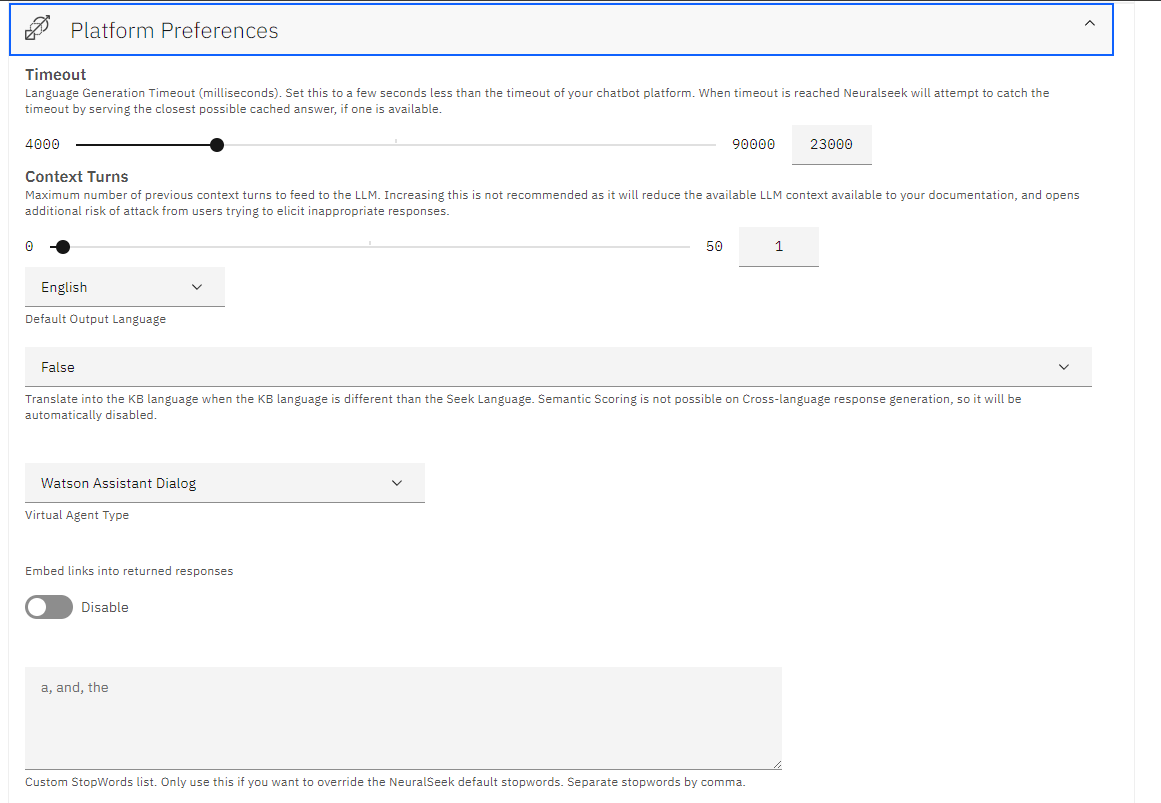 Platform Preferences
Timeout
Language Generation Timeout (milliseconds). Set this to a few seconds less than the timeout of your chatbot platform. When timeout is reached Neuralseek will attempt to catch the
timeout by serving the closest possible cached answer, if one is available.
4000 90000 23000
Context Turns
Maximum number of previous context turns to feed to the LLM. Increasing this is not recommended as it will reduce the available LLM context available to your documentation, and opens
additional risk of attack from users trying to elicit inappropriate responses.
0 50 1
English
Default Output Language
False
Translate into the KB language when the KB language is different than the Seek Language. Semantic Scoring is not possible on Cross-language response generation, so it will be
automatically disabled.
Watson Assistant Dialog
Virtual Agent Type
Embed links into returned responses
Disable
a, and, the
Custom StopWords list. Only use this if you want to override the NeuralSeek default stopwords. Separate stopwords by comma.